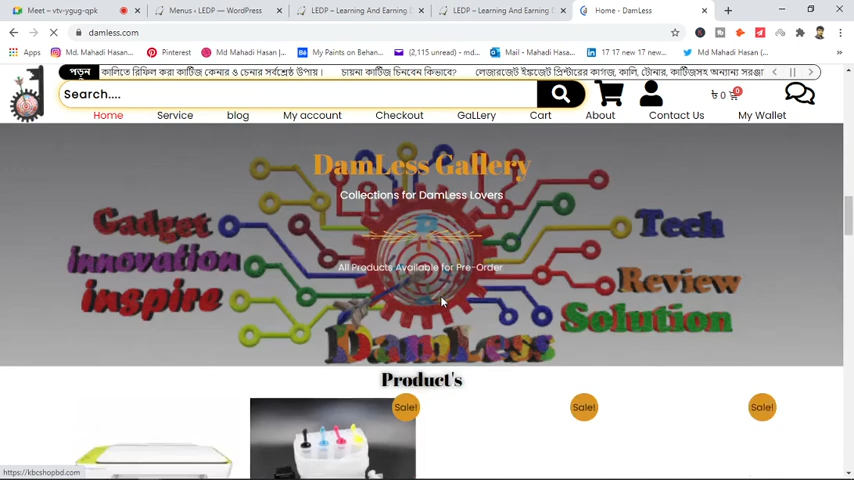 Meet – vtv-ygug-qpk
Menus ‹ LEDP — WordPress
LEDP – Learning And Earning D
LEDP – Learning And Earning D
Home - DamLess
damless.com
Apps
Md. Mahadi Hasan...
Pinterest
Md Mahadi Hasan |...
My Paints on Behan...
(2,115 unread) - md...
Mail - Mahadi Hasa...
17 17 new 17 new...
Md Mahadi Hasan (...
পড়ুন
কালিতে রিফিল করা কার্টিজ কেনার ও চেনার সর্বশ্রেষ্ঠ উপায়।
চায়না কার্টিজ চিনবেন কিভাবে?
লেজারজেট ইঙ্কজেট প্রিন্টারের কাগজ, কালি, টোনার, কার্টিজসহ অন্যান্য সরঞ্জা
Search....
৳ 0
0
Home
Service
blog
My account
Checkout
GaLLery
Cart
About
Contact Us
My Wallet
DamLess Gallery
Collections for DamLess Lovers
All Products Available for Pre-Order
Gadget
innovation
inspire
Tech
Review
Solution
DamLess
Product's
Sale!
Sale!
Sale!
https://kbcshopbd.com